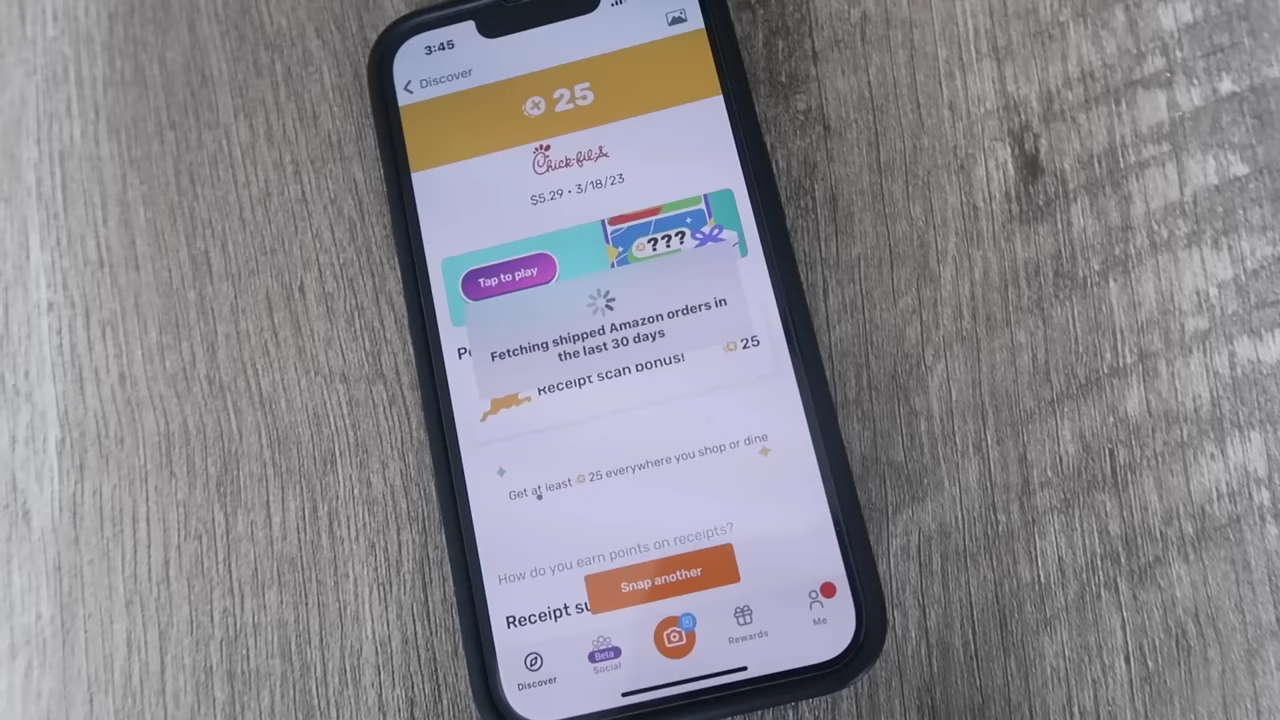 3:45
Discover
25
Chick-fil-A
$5.29 • 3/18/23
???
Tap to play
Fetching shipped Amazon orders in
the last 30 days
Receipt scan bonus!
25
Get at least 25 everywhere you shop or dine
How do you earn points on receipts?
Snap another
Receipt su
Discover
Beta
Social
Rewards
Me